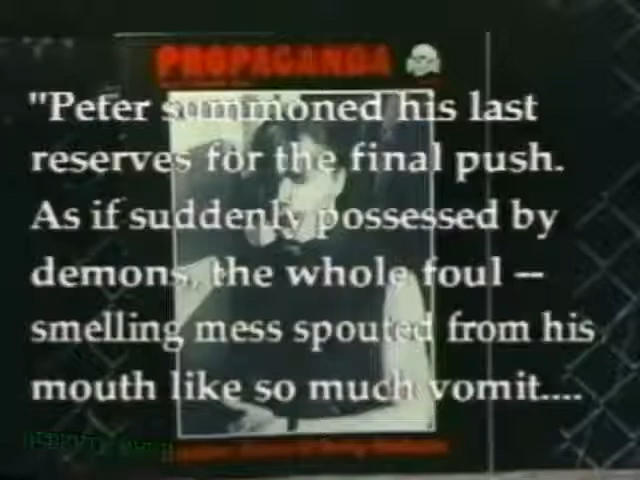 PROPAGANDA
"Peter summoned his last
reserves for the final push.
As if suddenly possessed by
demons, the whole foul –
smelling mess spouted from his
mouth like so much vomit....